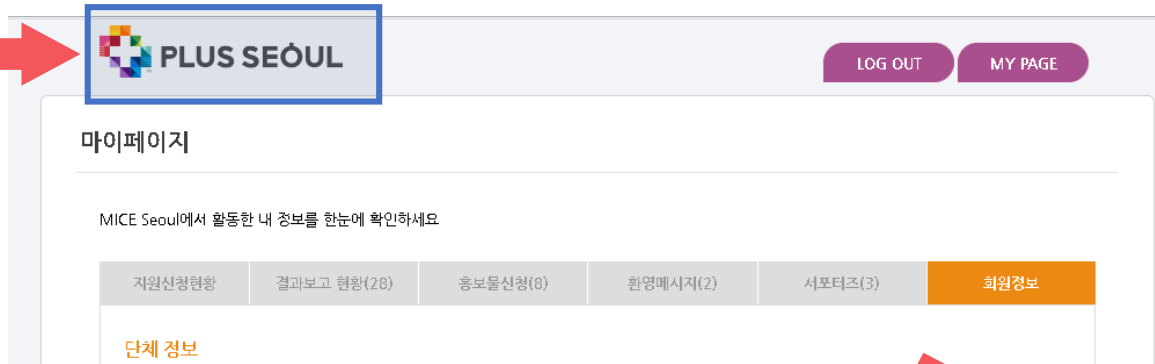 PLUS SEOUL
LOG OUT MY PAGE
마이페이지
MICE Seoul에서 활동한 내 정보를 한눈에 확인하세요
지원신청현황 결과보고 현황(28) 홍보물신청(8) 환영메시지(2) 서포터즈(3) 회원정보
단체 정보